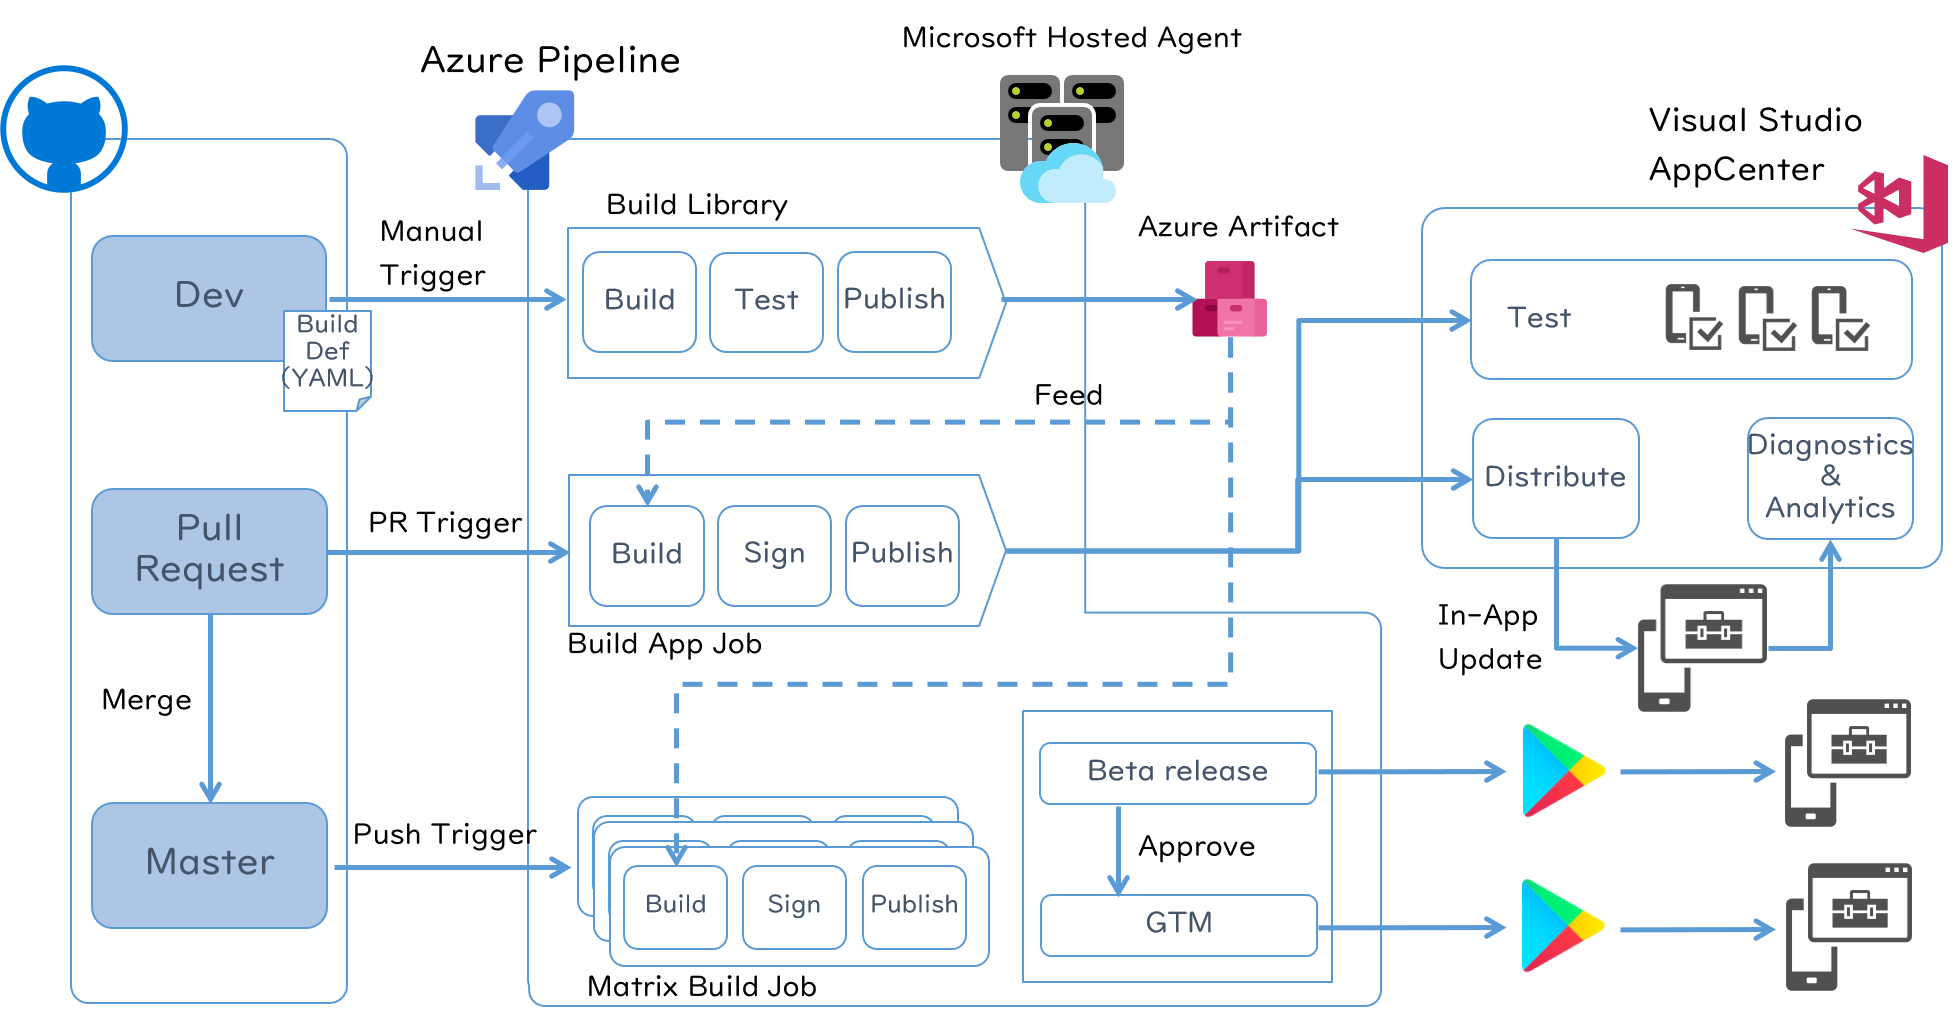 Microsoft Hosted Agent
Azure Pipeline
Visual Studio
AppCenter
Build Library
Manual
Trigger
Azure Artifact
Dev
Build
Test
Publish
Test
Build
Def
(YAML)
Feed
Distribute
Diagnostics
&
Analytics
Pull
Request
PR Trigger
Build
Sign
Publish
Build App Job
In-App
Update
Merge
Beta release
Approve
Master
Push Trigger
Build
Sign
Publish
GTM
Matrix Build Job